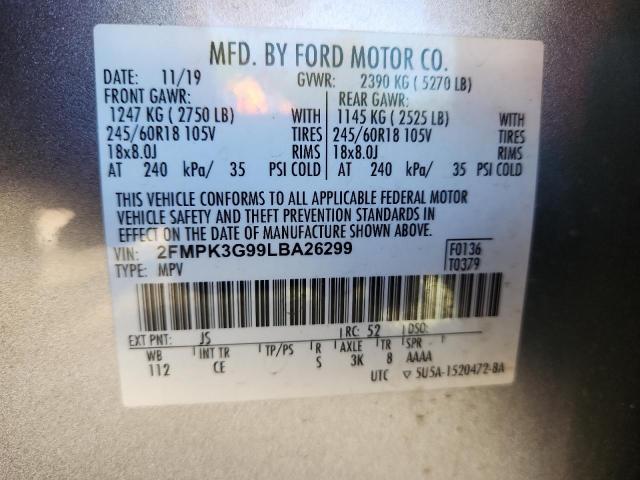 MFD. BY FORD MOTOR CO.
DATE: 11/19 GVWR: 2390 KG ( 5270 LB)
FRONT GAWR: REAR GAWR:
1247 KG ( 2750 LB) WITH 1145 KG ( 2525 LB) WITH
245/60R18 105V TIRES 245/60R18 105V TIRES
18x8.0J RIMS 18x8.0J RIMS
AT 240 kPa/ 35 PSI COLD AT 240 kPa/ 35 PSI COLD
THIS VEHICLE CONFORMS TO ALL APPLICABLE FEDERAL MOTOR
VEHICLE SAFETY AND THEFT PREVENTION STANDARDS IN
EFFECT ON THE DATE OF MANUFACTURE SHOWN ABOVE.
VIN: 2FMPK3G99LBA26299 F0136
TYPE: MPV T0379
EXT PNT: JS RC: 52 DSO:
WB INT TR TP/PS R AXLE TR SPR
112 CE S 3K 8 AAAA
UTC ▽ 5U5A-1520472-BA